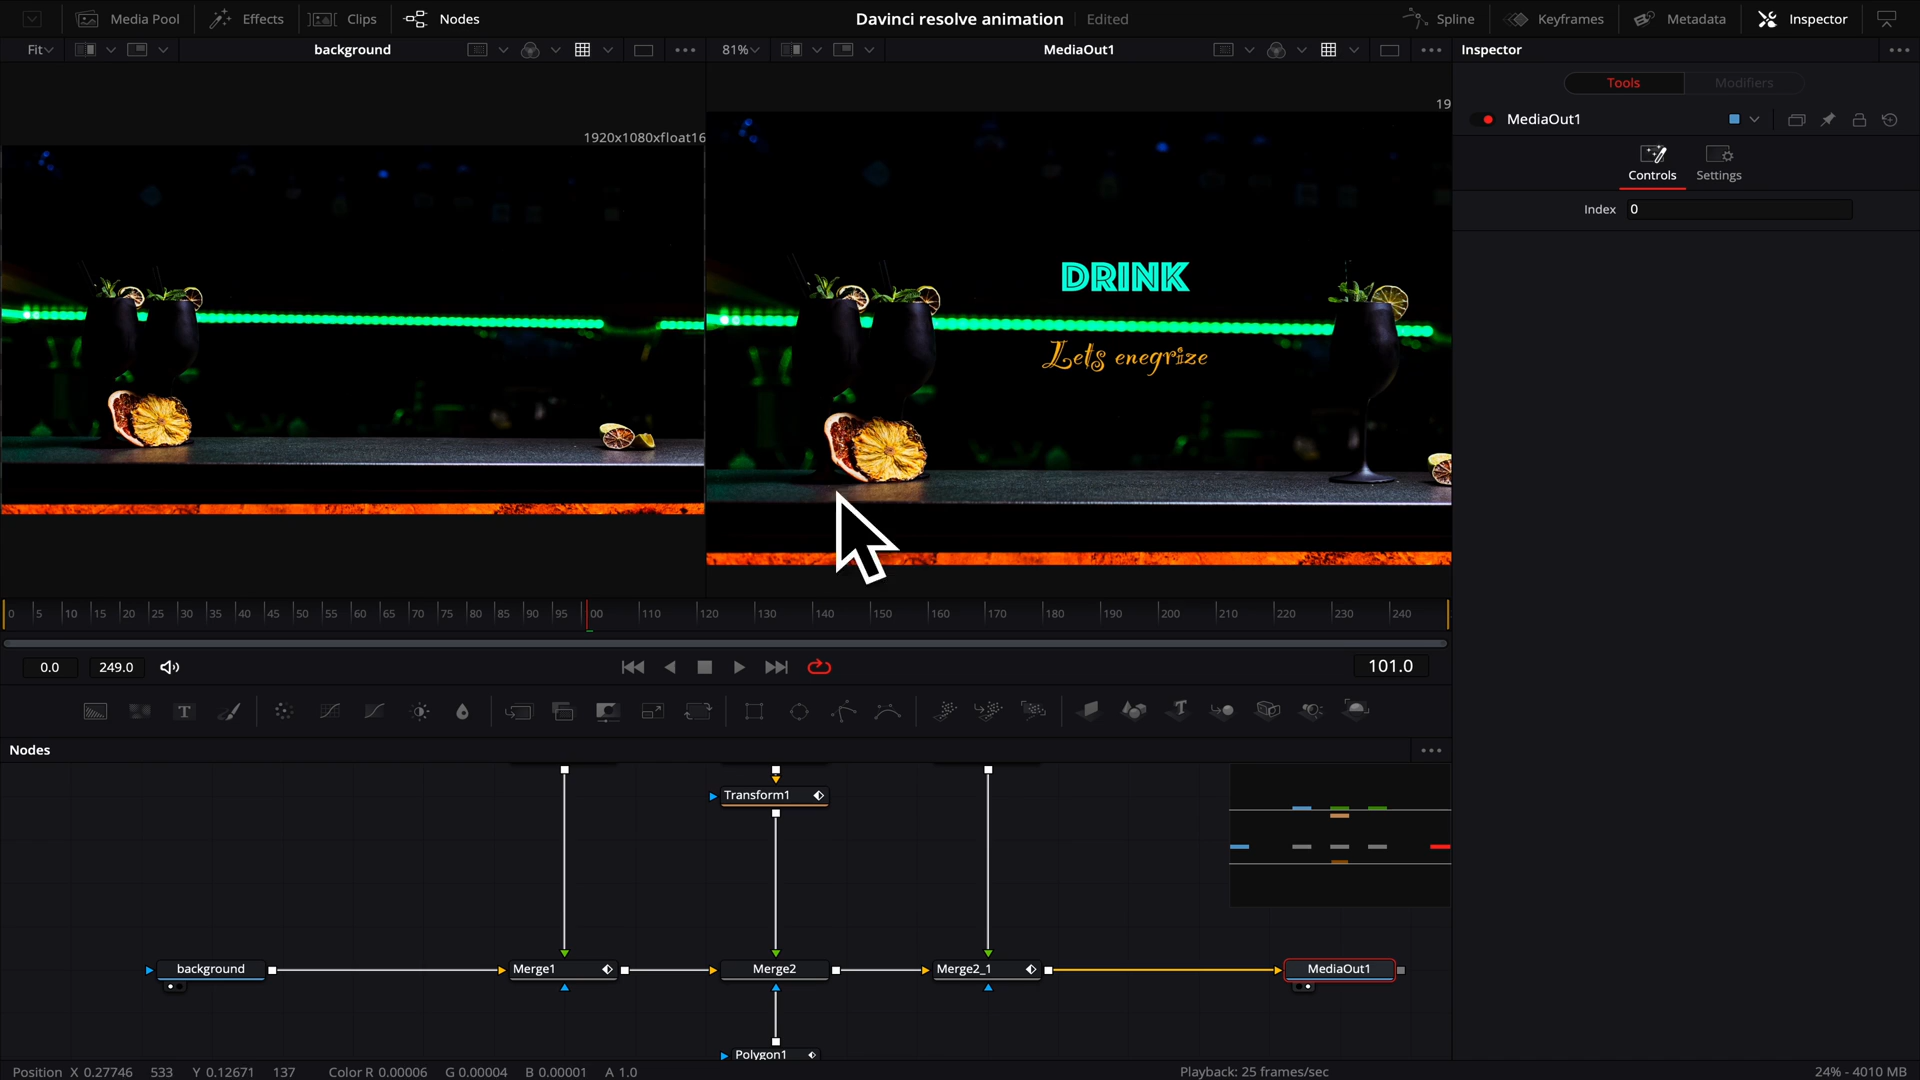 Media Pool Effects Clips Nodes Davinci resolve animation Edited Spline Keyframes Metadata Inspector
Fit background 81% MediaOut1 Inspector
Tools Modifiers
19
MediaOut1
1920x1080xfloat16
Controls Settings
Index 0
DRINK
Lets enegrize
0 5 10 15 20 25 30 35 40 45 50 55 60 65 70 75 80 85 90 95 00 110 120 130 140 150 160 170 180 190 200 210 220 230 240
0.0 249.0 101.0
Nodes
Transform1
background Merge1 Merge2 Merge2_1 MediaOut1
Polygon1
Position X 0.27746 533 Y 0.12671 137 Color R 0.00006 G 0.00004 B 0.00001 A 1.0 Playback: 25 frames/sec 24% - 4010 MB